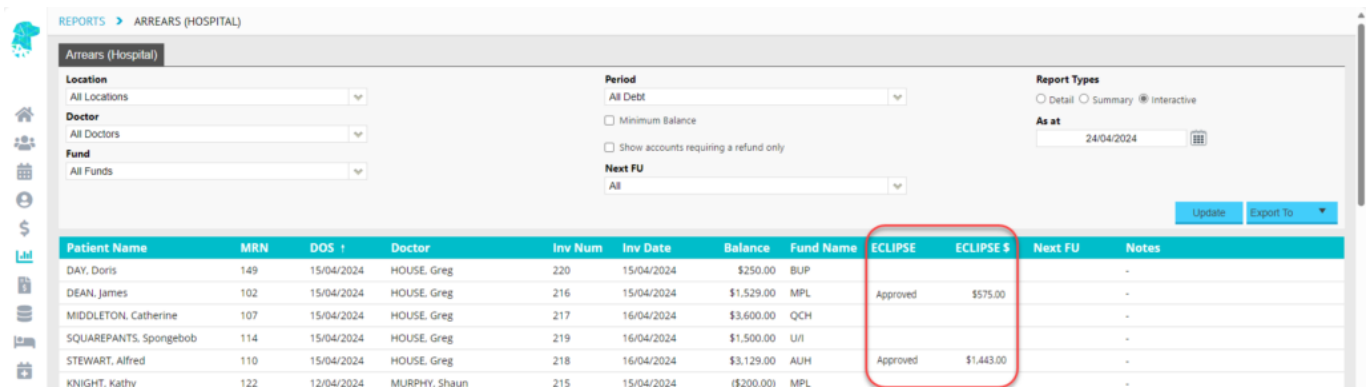 REPORTS > ARREARS (HOSPITAL)
Arrears (Hospital)
Location
All Locations
Doctor
All Doctors
Fund
All Funds
Period
All Debt
Minimum Balance
Show accounts requiring a refund only
Next FU
All
Report Types
Detail Summary Interactive
As at
24/04/2024
Update Export To
Patient Name MRN DOS ↑ Doctor Inv Num Inv Date Balance Fund Name ECLIPSE ECLIPSE $ Next FU Notes
DAY, Doris 149 15/04/2024 HOUSE, Greg 220 15/04/2024 $250.00 BUP -
DEAN, James 102 15/04/2024 HOUSE, Greg 216 15/04/2024 $1,529.00 MPL Approved $575.00 -
MIDDLETON, Catherine 107 15/04/2024 HOUSE, Greg 217 16/04/2024 $3,600.00 QCH -
SQUAREPANTS, Spongebob 114 15/04/2024 HOUSE, Greg 219 16/04/2024 $1,500.00 U/I -
STEWART, Alfred 110 15/04/2024 HOUSE, Greg 218 16/04/2024 $3,129.00 AUH Approved $1,443.00 -
KNIGHT, Kathy 122 12/04/2024 MURPHY, Shaun 215 15/04/2024 ($200.00) MPL -